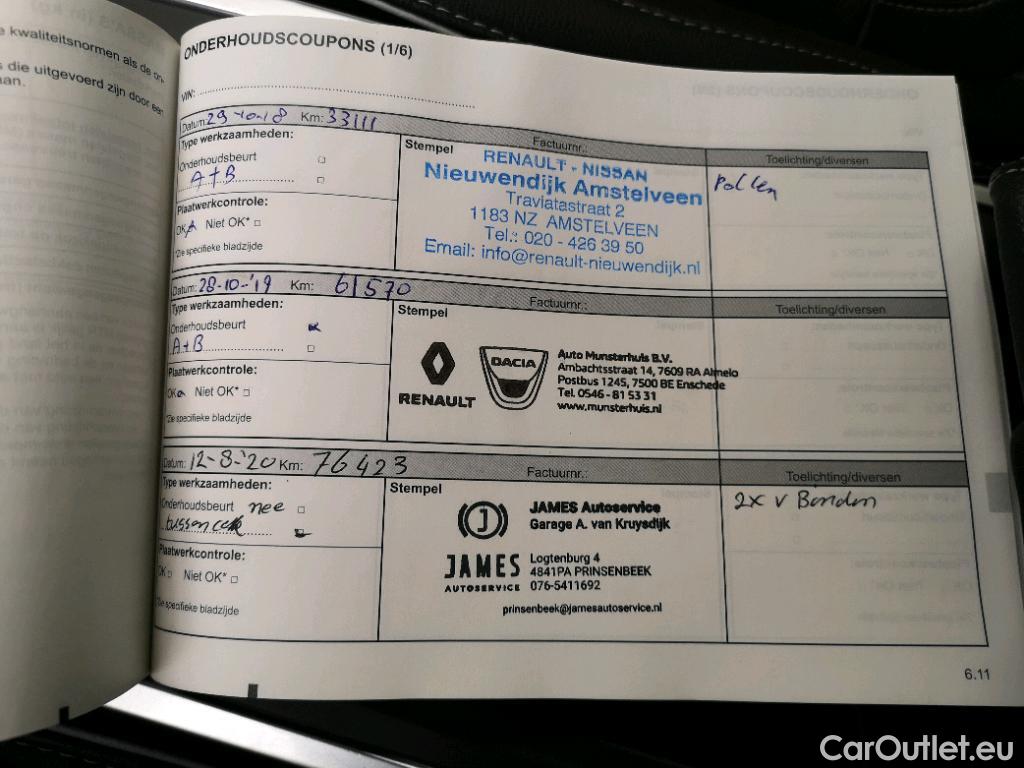 e kwaliteitsnormen als de on-
s die uitgevoerd zijn door een
aan.
ONDERHOUDSCOUPONS (1/6)
VIN:
Datum: 29-10-18 Km: 33111
Factuurnr.:
Type werkzaamheden:
Onderhoudsbeurt
A+B
Plaatwerkcontrole:
OK Niet OK*
*Zie specifieke bladzijde
Stempel
RENAULT - NISSAN
Nieuwendijk Amstelveen
Traviatastraat 2
1183 NZ AMSTELVEEN
Tel.: 020 - 426 39 50
Email: info@renault-nieuwendijk.nl
Toelichting/diversen
Pollen
Datum: 28-10-'19 Km: 61570
Factuurnr.:
Type werkzaamheden:
Onderhoudsbeurt
A+B
Plaatwerkcontrole:
OK Niet OK*
*Zie specifieke bladzijde
Stempel
RENAULT
DACIA
Auto Munsterhuis B.V.
Ambachtsstraat 14, 7609 RA Almelo
Postbus 1245, 7500 BE Enschede
Tel. 0546 - 81 53 31
www.munsterhuis.nl
Toelichting/diversen
Datum: 12-8-'20 Km: 76423
Factuurnr.:
Type werkzaamheden:
Onderhoudsbeurt nee
Plaatwerkcontrole:
OK Niet OK*
*Zie specifieke bladzijde
Stempel
J
JAMES
AUTOSERVICE
JAMES Autoservice
Garage A. van Kruysdijk
Logtenburg 4
4841PA PRINSENBEEK
076-5411692
prinsenbeek@jamesautoservice.nl
Toelichting/diversen
2x v Banden
6.11
CarOutlet.eu